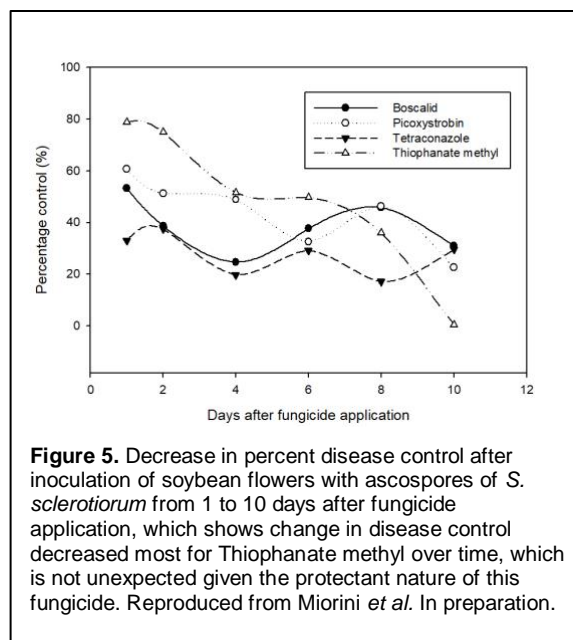 100
80
60
40
20
0
Percentage control (%)
Boscalid
Picoxystrobin
Tetraconazole
Thiophanate methyl
0 2 4 6 8 10 12
Days after fungicide application
Figure 5. Decrease in percent disease control after
inoculation of soybean flowers with ascospores of S.
sclerotiorum from 1 to 10 days after fungicide
application, which shows change in disease control
decreased most for Thiophanate methyl over time, which
is not unexpected given the protectant nature of this
fungicide. Reproduced from Miorini et al. In preparation.